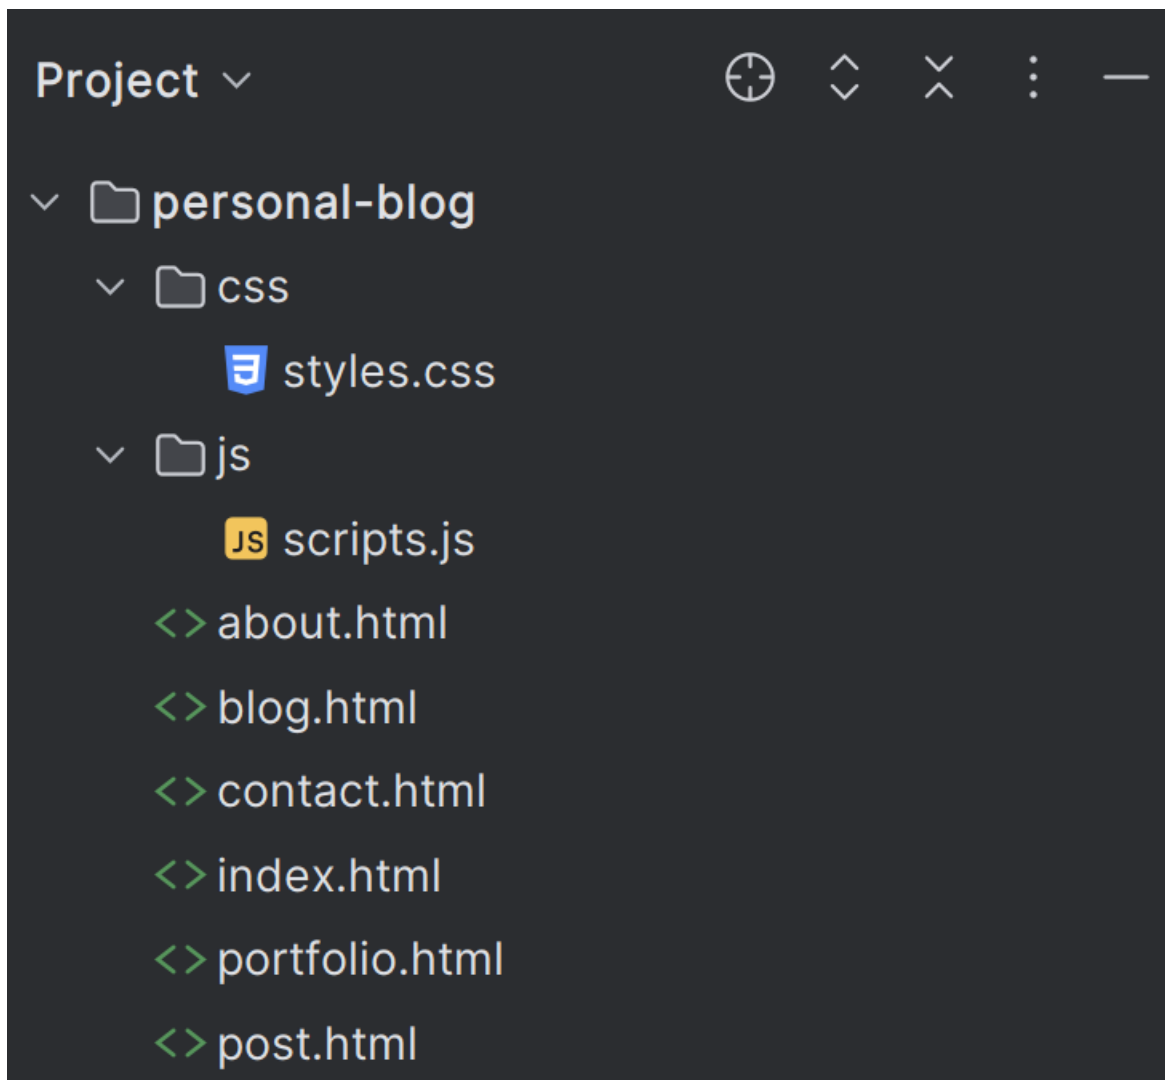 Project
personal-blog
css
styles.css
js
JS scripts.js
about.html
blog.html
contact.html
index.html
portfolio.html
post.html